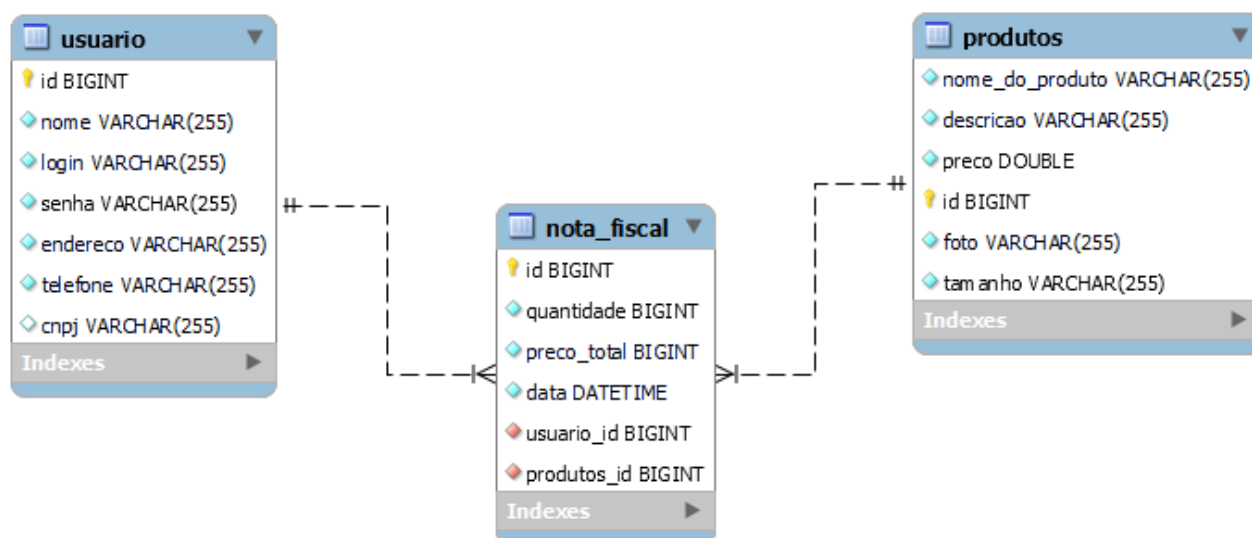 usuario
id BIGINT
nome VARCHAR(255)
login VARCHAR(255)
senha VARCHAR(255)
endereco VARCHAR(255)
telefone VARCHAR(255)
cnpj VARCHAR(255)
Indexes
nota_fiscal
id BIGINT
quantidade BIGINT
preco_total BIGINT
data DATETIME
usuario_id BIGINT
produtos_id BIGINT
Indexes
produtos
nome_do_produto VARCHAR(255)
descricao VARCHAR(255)
preco DOUBLE
id BIGINT
foto VARCHAR(255)
tamanho VARCHAR(255)
Indexes